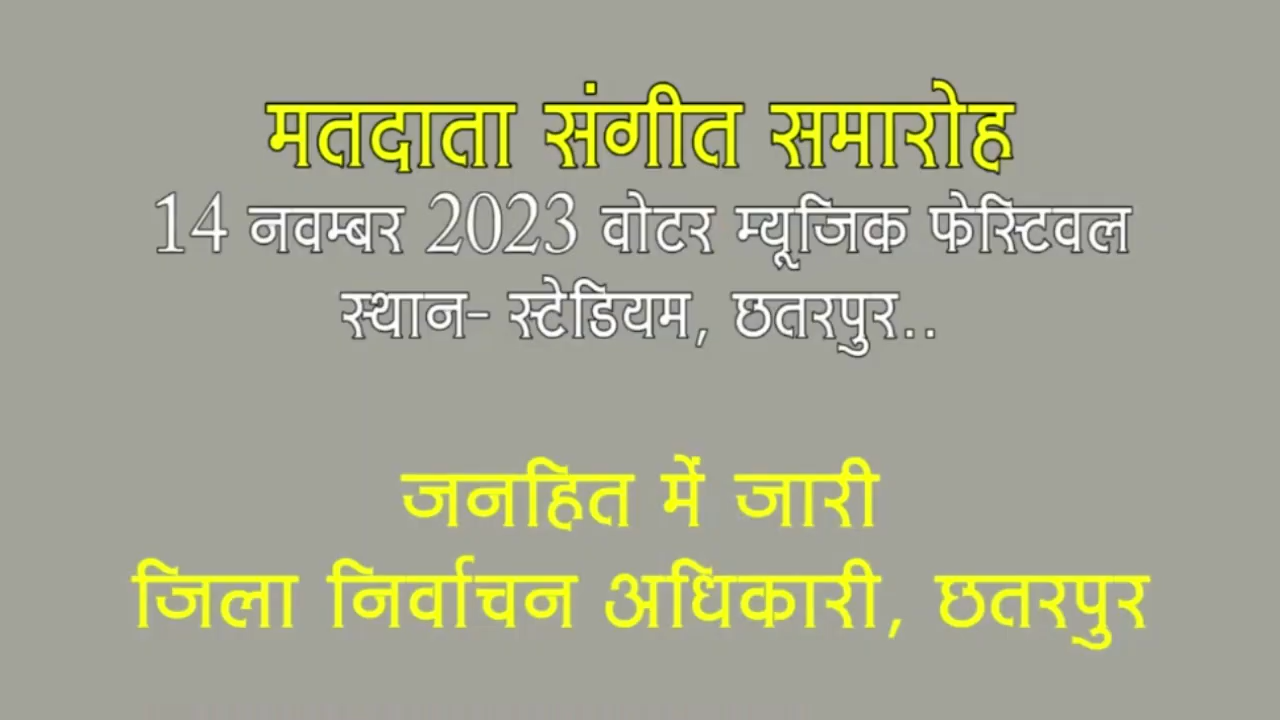 मतदाता संगीत समारोह
14 नवम्बर 2023 वोटर म्यूजिक फेस्टिवल
स्थान- स्टेडियम, छतरपुर..
जनहित में जारी
जिला निर्वाचन अधिकारी, छतरपुर